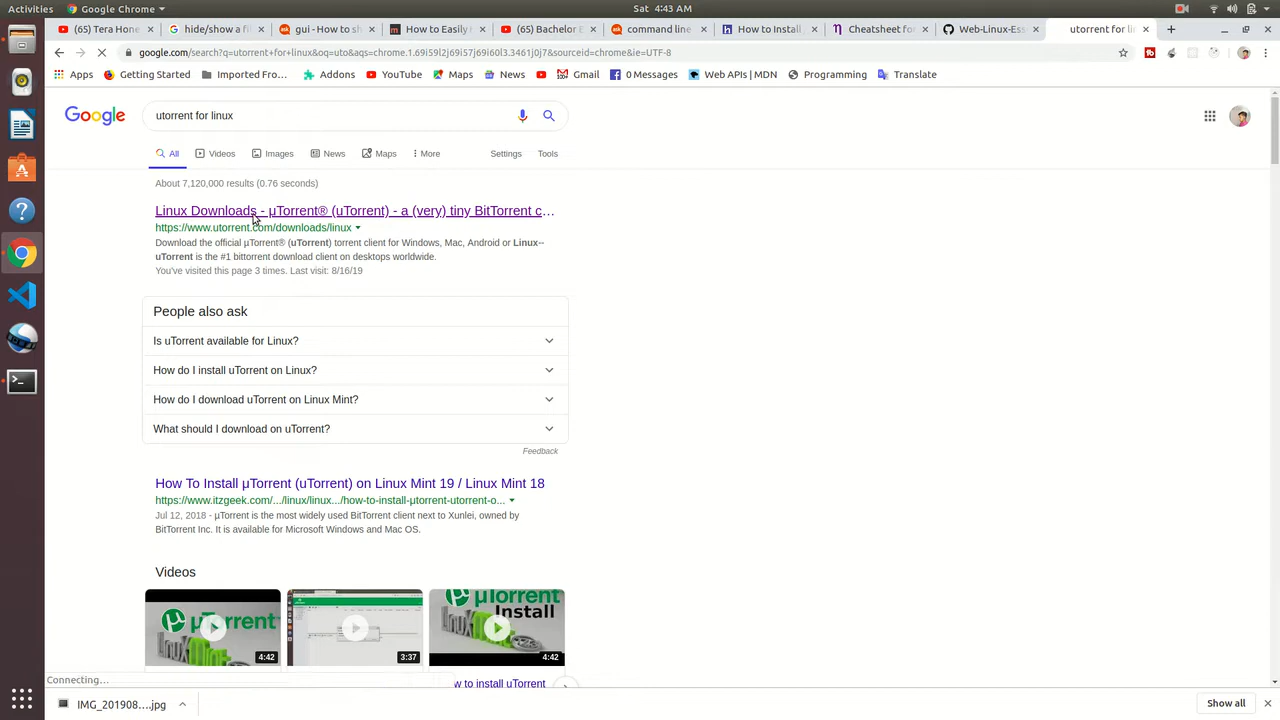 Activities
Google Chrome
Sat 4:43 AM
(65) Tera Hone
hide/show a fil
gui - How to sh
How to Easily
(65) Bachelor E
command line
How to Install
Cheatsheet for
Web-Linux-Ess
utorrent for li
google.com/search?q=utorrent+for+linux&oq=uto&aqs=chrome.1.69i59l2j69i57j69i60l3.3461j0j7&sourceid=chrome&ie=UTF-8
Apps
Getting Started
Imported Fro...
Addons
YouTube
Maps
News
Gmail
0 Messages
Web APIs | MDN
Programming
Translate
Google
utorrent for linux
All
Videos
Images
News
Maps
More
Settings
Tools
About 7,120,000 results (0.76 seconds)
Linux Downloads - µTorrent® (uTorrent) - a (very) tiny BitTorrent c...
https://www.utorrent.com/downloads/linux
Download the official µTorrent® (uTorrent) torrent client for Windows, Mac, Android or Linux--
uTorrent is the #1 bittorrent download client on desktops worldwide.
You've visited this page 3 times. Last visit: 8/16/19
People also ask
Is uTorrent available for Linux?
How do I install uTorrent on Linux?
How do I download uTorrent on Linux Mint?
What should I download on uTorrent?
Feedback
How To Install µTorrent (uTorrent) on Linux Mint 19 / Linux Mint 18
https://www.itzgeek.com/.../linux/linux.../how-to-install-µtorrent-utorrent-o...
Jul 12, 2018 - µTorrent is the most widely used BitTorrent client next to Xunlei, owned by
BitTorrent Inc. It is available for Microsoft Windows and Mac OS.
Videos
µTorrent
4:42
3:37
µTorrent
Install
4:42
w to install uTorrent
Connecting...
IMG_201908....jpg
Show all